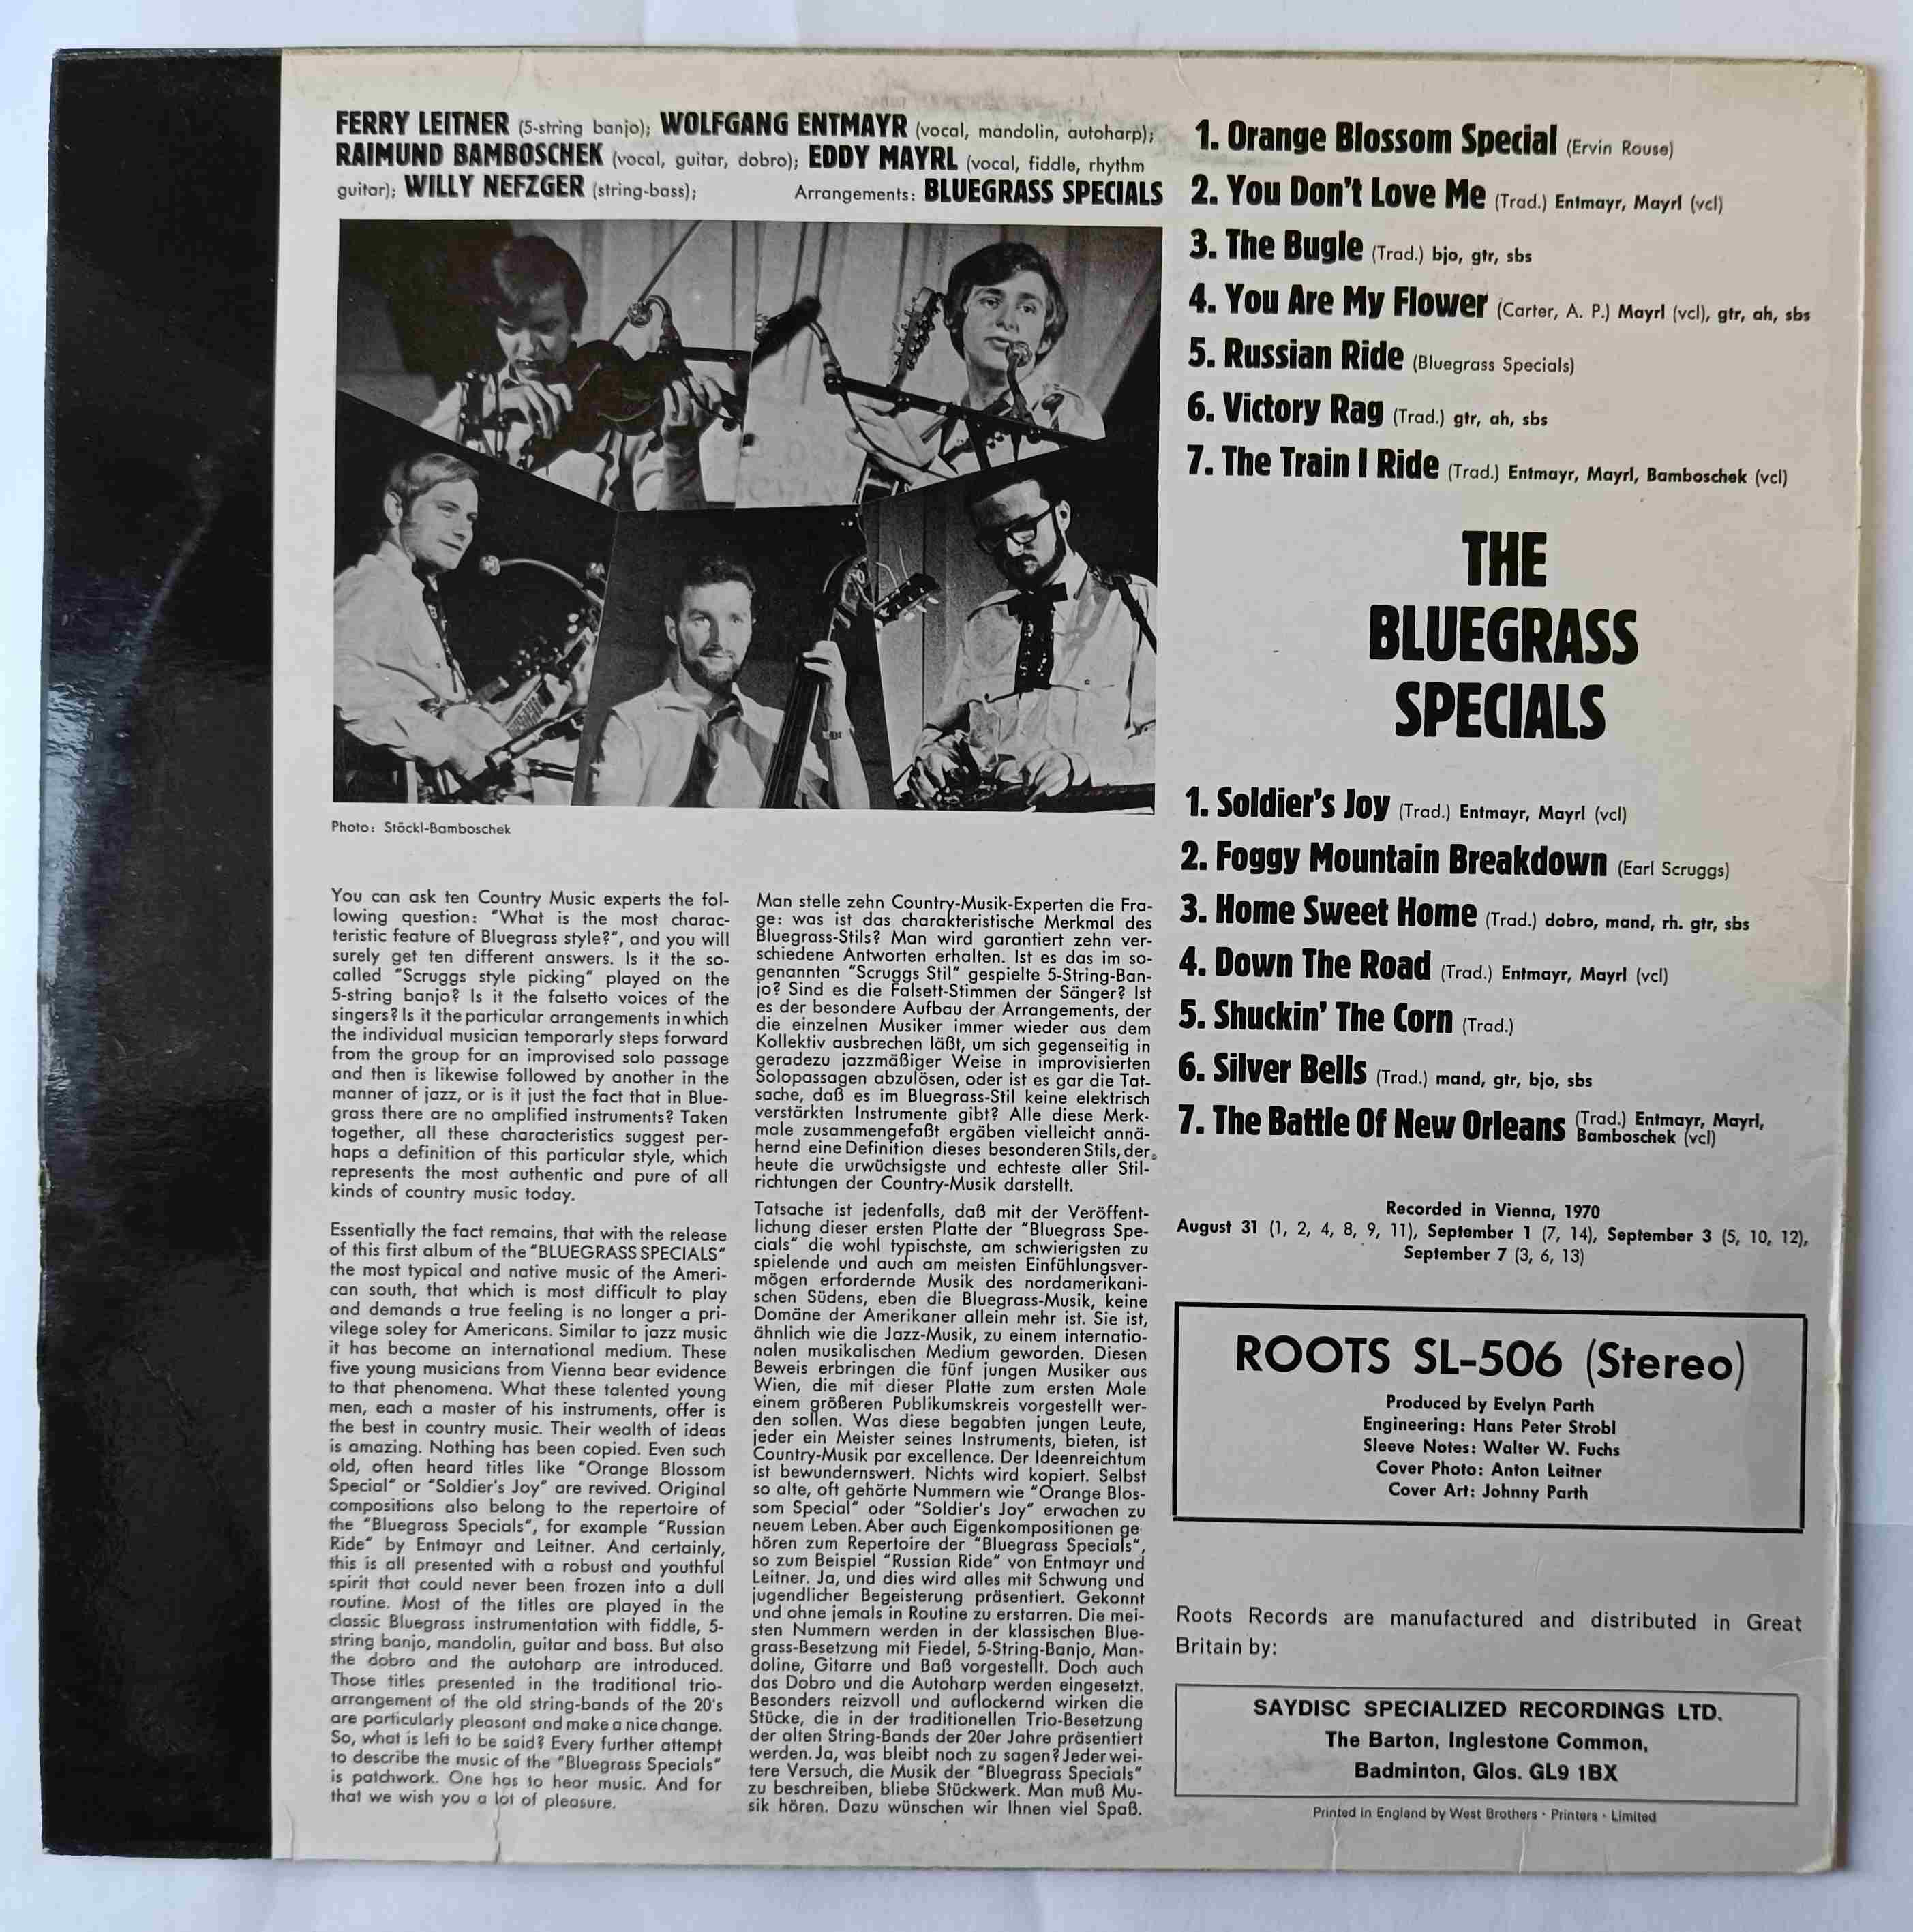 FERRY LEITNER (5-string banjo); WOLFGANG ENTMAYR (vocal, mandolin, autoharp);
RAIMUND BAMBOSCHEK (vocal, guitar, dobro); EDDY MAYRL (vocal, fiddle, rhythm
guitar); WILLY NEFZGER (string-bass); Arrangements: BLUEGRASS SPECIALS
Photo: Stöckl-Bamboschek
You can ask ten Country Music experts the fol-
lowing question: "What is the most charac-
teristic feature of Bluegrass style?", and you will
surely get ten different answers. Is it the so-
called "Scruggs style picking" played on the
5-string banjo? Is it the falsetto voices of the
singers? Is it the particular arrangements in which
the individual musician temporarly steps forward
from the group for an improvised solo passage
and then is likewise followed by another in the
manner of jazz, or is it just the fact that in Blue-
grass there are no amplified instruments? Taken
together, all these characteristics suggest per-
haps a definition of this particular style, which
represents the most authentic and pure of all
kinds of country music today.
Essentially the fact remains, that with the release
of this first album of the "BLUEGRASS SPECIALS"
the most typical and native music of the Ameri-
can south, that which is most difficult to play
and demands a true feeling is no longer a pri-
vilege soley for Americans. Similar to jazz music
it has become an international medium. These
five young musicians from Vienna bear evidence
to that phenomena. What these talented young
men, each a master of his instruments, offer is
the best in country music. Their wealth of ideas
is amazing. Nothing has been copied. Even such
old, often heard titles like "Orange Blossom
Special" or "Soldier's Joy" are revived. Original
compositions also belong to the repertoire of
the "Bluegrass Specials", for example "Russian
Ride" by Entmayr and Leitner. And certainly,
this is all presented with a robust and youthful
spirit that could never been frozen into a dull
routine. Most of the titles are played in the
classic Bluegrass instrumentation with fiddle, 5-
string banjo, mandolin, guitar and bass. But also
the dobro and the autoharp are introduced.
Those titles presented in the traditional trio-
arrangement of the old string-bands of the 20's
are particularly pleasant and make a nice change.
So, what is left to be said? Every further attempt
to describe the music of the "Bluegrass Specials"
is patchwork. One has to hear music. And for
that we wish you a lot of pleasure.
Man stelle zehn Country-Musik-Experten die Fra-
ge: was ist das charakteristische Merkmal des
Bluegrass-Stils? Man wird garantiert zehn ver-
schiedene Antworten erhalten. Ist es das im so-
genannten "Scruggs Stil" gespielte 5-String-Ban-
jo? Sind es die Falsett-Stimmen der Sänger? Ist
es der besondere Aufbau der Arrangements, der
die einzelnen Musiker immer wieder aus dem
Kollektiv ausbrechen läßt, um sich gegenseitig in
geradezu jazzmäßiger Weise in improvisierten
Solopassagen abzulösen, oder ist es gar die Tat-
sache, daß es im Bluegrass-Stil keine elektrisch
verstärkten Instrumente gibt? Alle diese Merk-
male zusammengefaßt ergäben vielleicht annä-
hernd eine Definition dieses besonderen Stils, der
heute die urwüchsigste und echteste aller Stil-
richtungen der Country-Musik darstellt.
Tatsache ist jedenfalls, daß mit der Veröffent-
lichung dieser ersten Platte der "Bluegrass Spe-
cials" die wohl typischste, am schwierigsten zu
spielende und auch am meisten Einfühlungsver-
mögen erfordernde Musik des nordamerikani-
schen Südens, eben die Bluegrass-Musik, keine
Domäne der Amerikaner allein mehr ist. Sie ist,
ähnlich wie die Jazz-Musik, zu einem internatio-
nalen musikalischen Medium geworden. Diesen
Beweis erbringen die fünf jungen Musiker aus
Wien, die mit dieser Platte zum ersten Male
einem größeren Publikumskreis vorgestellt wer-
den sollen. Was diese begabten jungen Leute,
jeder ein Meister seines Instruments, bieten, ist
Country-Musik par excellence. Der Ideenreichtum
ist bewundernswert. Nichts wird kopiert. Selbst
so alte, oft gehörte Nummern wie "Orange Blos-
som Special" oder "Soldier's Joy" erwachen zu
neuem Leben. Aber auch Eigenkompositionen ge-
hören zum Repertoire der "Bluegrass Specials",
so zum Beispiel "Russian Ride" von Entmayr und
Leitner. Ja, und dies wird alles mit Schwung und
jugendlicher Begeisterung präsentiert. Gekonnt
und ohne jemals in Routine zu erstarren. Die mei-
sten Nummern werden in der klassischen Blue-
grass-Besetzung mit Fiedel, 5-String-Banjo, Man-
doline, Gitarre und Baß vorgestellt. Doch auch
das Dobro und die Autoharp werden eingesetzt.
Besonders reizvoll und auflockernd wirken die
Stücke, die in der traditionellen Trio-Besetzung
der alten String-Bands der 20er Jahre präsentiert
werden. Ja, was bleibt noch zu sagen? Jeder wei-
tere Versuch, die Musik der "Bluegrass Specials"
zu beschreiben, bliebe Stückwerk. Man muß Mu-
sik hören. Dazu wünschen wir Ihnen viel Spaß.
1. Orange Blossom Special (Ervin Rouse)
2. You Don't Love Me (Trad.) Entmayr, Mayrl (vcl)
3. The Bugle (Trad.) bjo, gtr, sbs
4. You Are My Flower (Carter, A. P.) Mayrl (vcl), gtr, ah, sbs
5. Russian Ride (Bluegrass Specials)
6. Victory Rag (Trad.) gtr, ah, sbs
7. The Train I Ride (Trad.) Entmayr, Mayrl, Bamboschek (vcl)
THE
BLUEGRASS
SPECIALS
1. Soldier's Joy (Trad.) Entmayr, Mayrl (vcl)
2. Foggy Mountain Breakdown (Earl Scruggs)
3. Home Sweet Home (Trad.) dobro, mand, rh. gtr, sbs
4. Down The Road (Trad.) Entmayr, Mayrl (vcl)
5. Shuckin' The Corn (Trad.)
6. Silver Bells (Trad.) mand, gtr, bjo, sbs
7. The Battle Of New Orleans (Trad.) Entmayr, Mayrl,
Bamboschek (vcl)
Recorded in Vienna, 1970
August 31 (1, 2, 4, 8, 9, 11), September 1 (7, 14), September 3 (5, 10, 12),
September 7 (3, 6, 13)
ROOTS SL-506 (Stereo)
Produced by Evelyn Parth
Engineering: Hans Peter Strobl
Sleeve Notes: Walter W. Fuchs
Cover Photo: Anton Leitner
Cover Art: Johnny Parth
Roots Records are manufactured and distributed in Great
Britain by:
SAYDISC SPECIALIZED RECORDINGS LTD.
The Barton, Inglestone Common,
Badminton, Glos. GL9 1BX
Printed in England by West Brothers · Printers · Limited